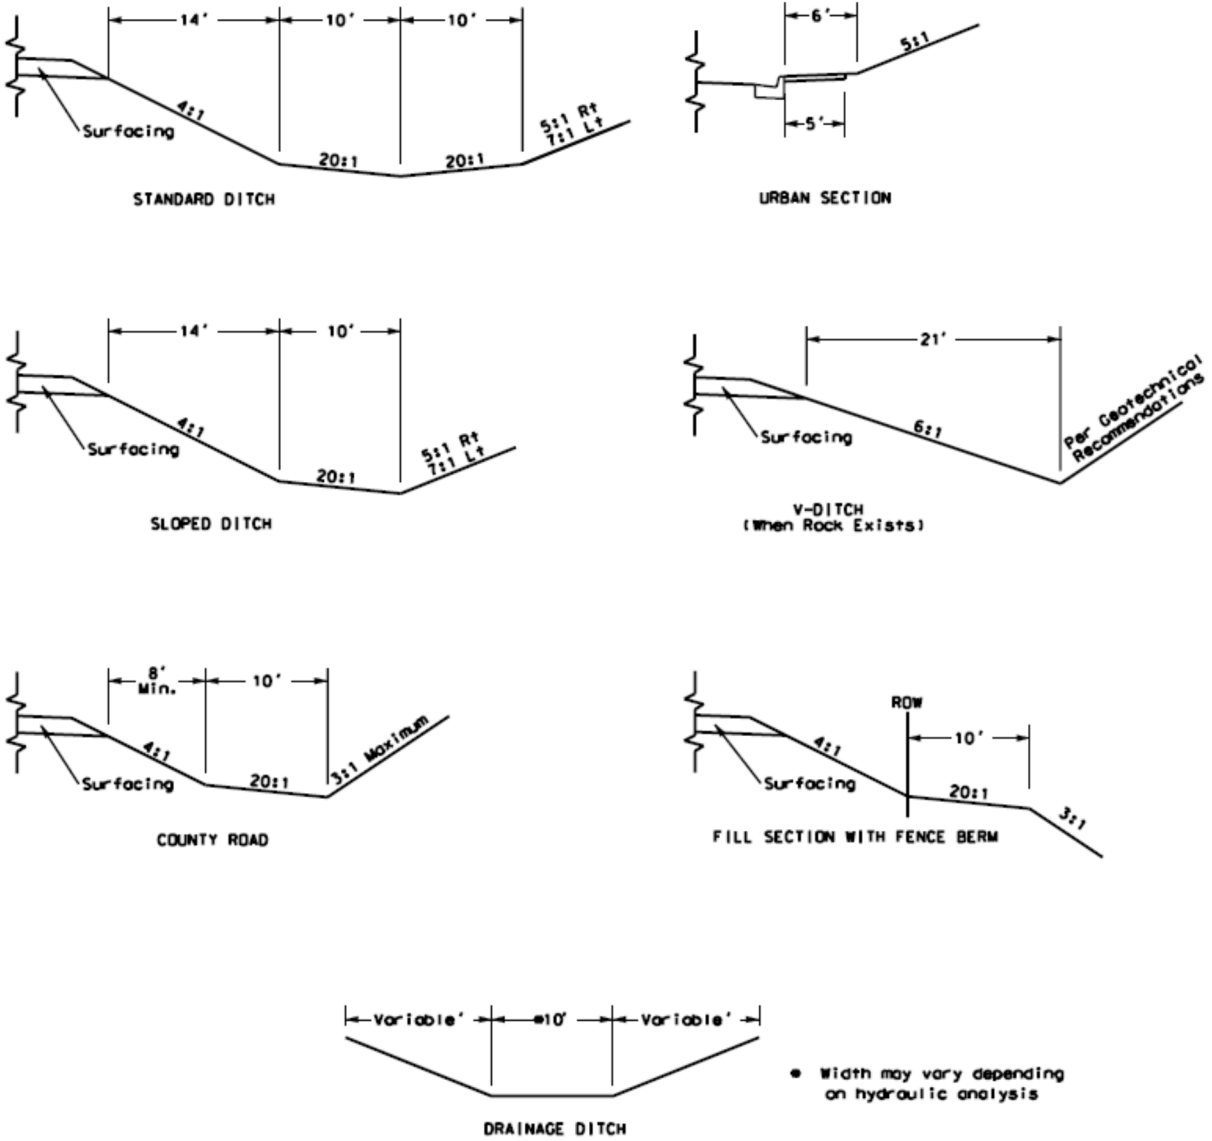 14'
10'
10'
4:1
Surfacing
20:1
20:1
5:1 Rt
7:1 Lt
STANDARD DITCH
6'
5:1
5'
URBAN SECTION
14'
10'
4:1
Surfacing
20:1
5:1 Rt
7:1 Lt
SLOPED DITCH
21'
6:1
Surfacing
Per Geotechnical
Recommendations
V-DITCH
(When Rock Exists)
8'
Min.
10'
4:1
Surfacing
20:1
3:1 Maximum
COUNTY ROAD
ROW
10'
4:1
Surfacing
20:1
3:1
FILL SECTION WITH FENCE BERM
Variable'
*10'
Variable'
DRAINAGE DITCH
* Width may vary depending
on hydraulic analysis